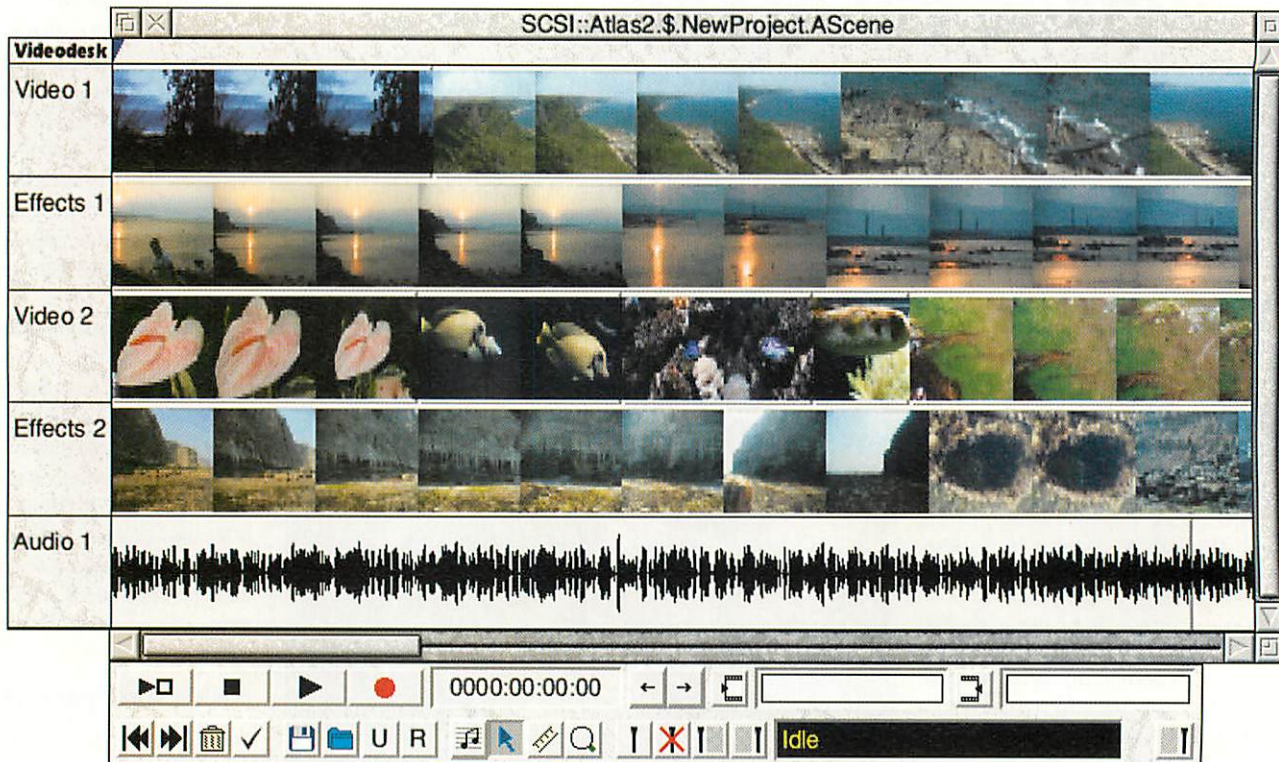 SCSI::Atlas2.$.NewProject.AScene
Videodesk
Video 1
Effects 1
Video 2
Effects 2
Audio 1
0000:00:00:00
U R
Idle